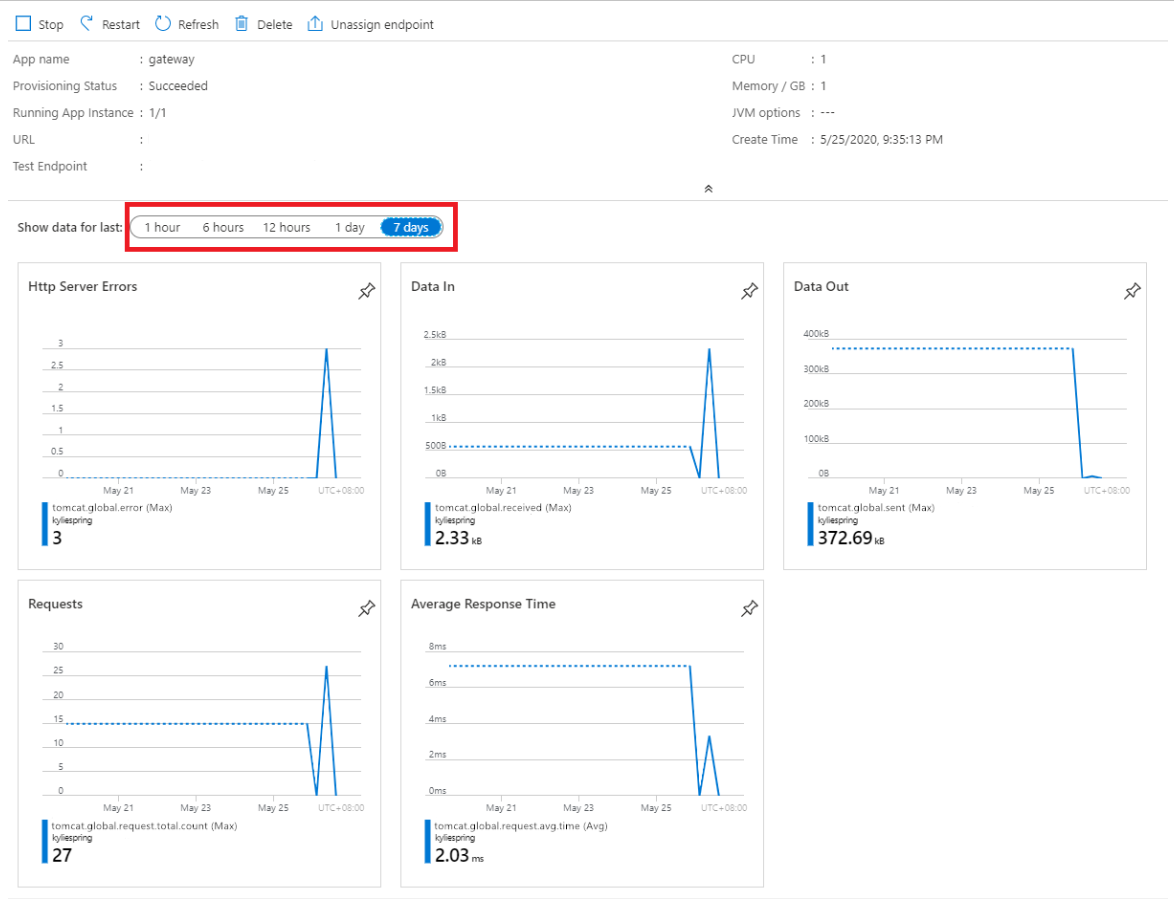 Stop Restart Refresh Delete Unassign endpoint
App name : gateway
CPU : 1
Provisioning Status : Succeeded
Memory / GB : 1
Running App Instance : 1/1
JVM options : ---
URL :
Create Time : 5/25/2020, 9:35:13 PM
Test Endpoint :
Show data for last: 1 hour 6 hours 12 hours 1 day 7 days
Http Server Errors
3
2.5
2
1.5
1
0.5
0
May 21 May 23 May 25 UTC+08:00
tomcat.global.error (Max)
kyliespring
3
Data In
2.5kB
2kB
1.5kB
1kB
500B
0B
May 21 May 23 May 25 UTC+08:00
tomcat.global.received (Max)
kyliespring
2.33 kB
Data Out
400kB
300kB
200kB
100kB
0B
May 21 May 23 May 25 UTC+08:00
tomcat.global.sent (Max)
kyliespring
372.69 kB
Requests
30
25
20
15
10
5
0
May 21 May 23 May 25 UTC+08:00
tomcat.global.request.total.count (Max)
kyliespring
27
Average Response Time
8ms
6ms
4ms
2ms
0ms
May 21 May 23 May 25 UTC+08:00
tomcat.global.request.avg.time (Avg)
kyliespring
2.03 ms